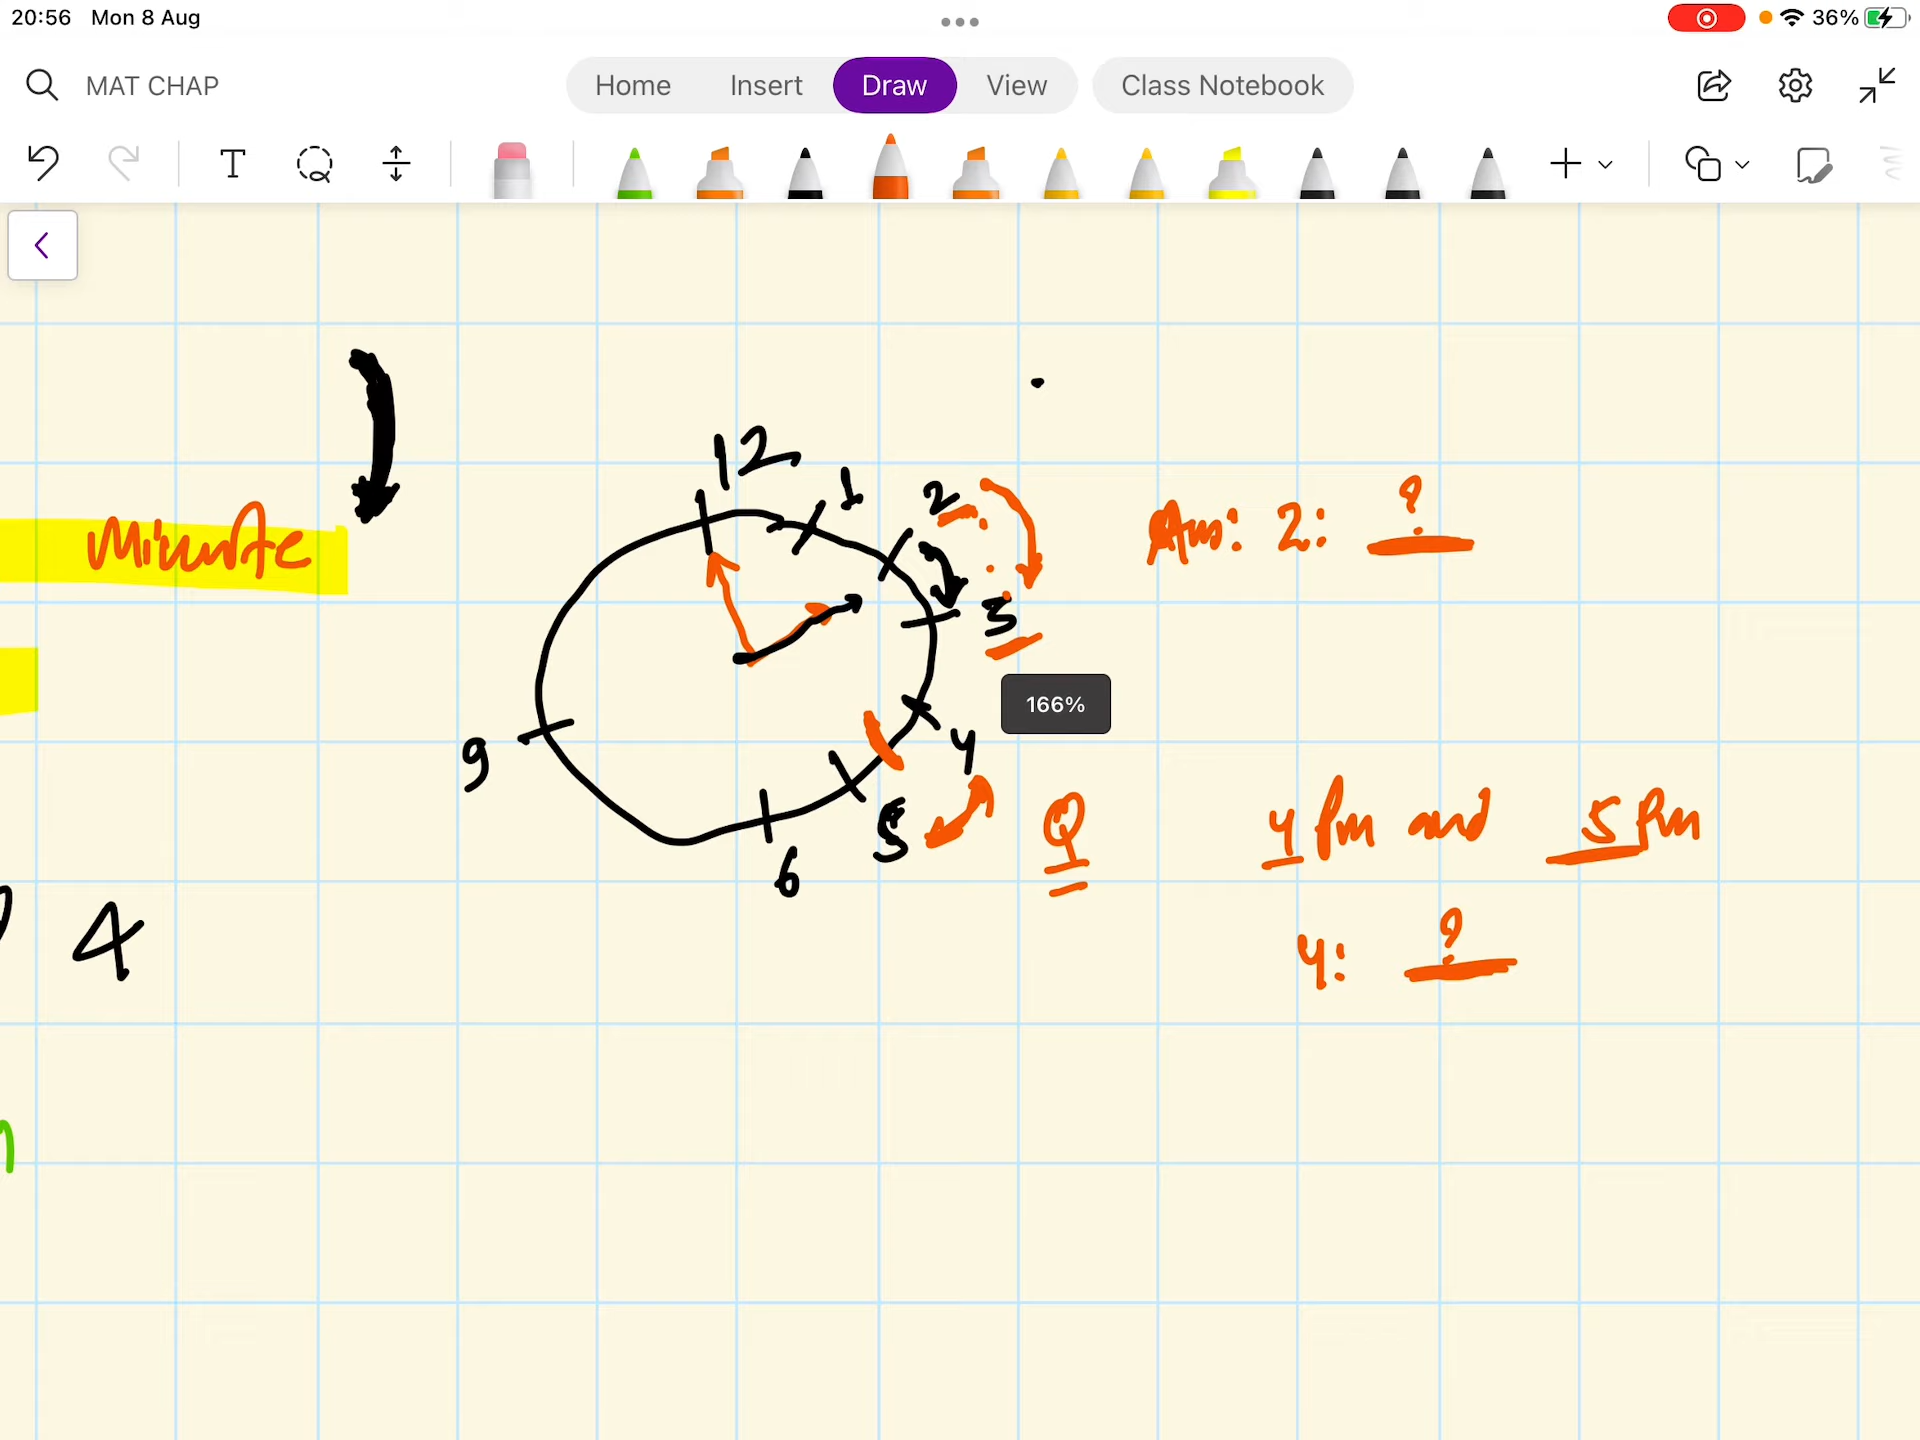 20:56 Mon 8 Aug
36%
MAT CHAP
Home Insert Draw View Class Notebook
T
12
1
2
Minute
Ans: 2: ?
3
166%
9
4
5
6
Q 4 Pm and 5 Pm
4: ?
4